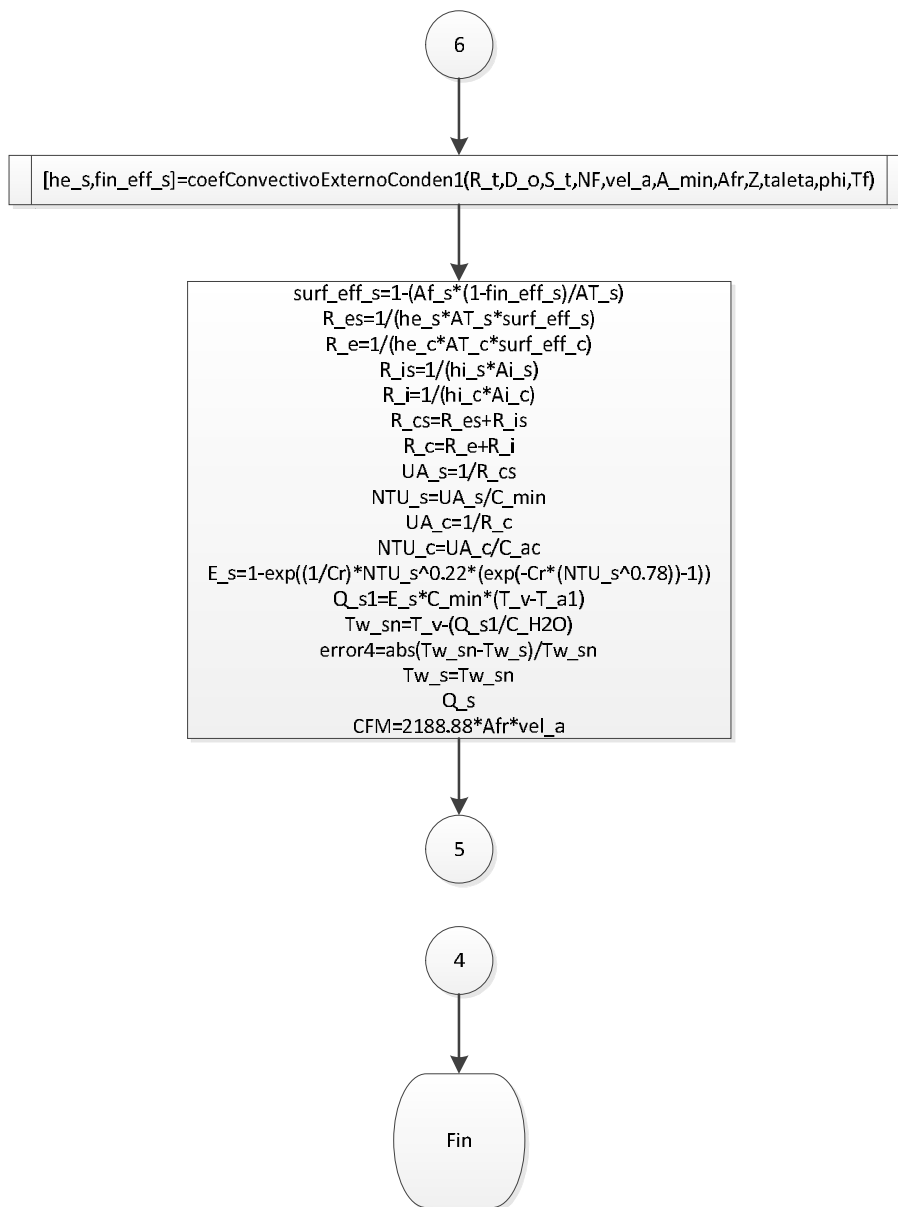 6
[he_s,fin_eff_s]=coefConvectivoExternoConden1(R_t,D_o,S_t,NF,vel_a,A_min,Afr,Z,taleta,phi,Tf)
surf_eff_s=1-(Af_s*(1-fin_eff_s)/AT_s)
R_es=1/(he_s*AT_s*surf_eff_s)
R_e=1/(he_c*AT_c*surf_eff_c)
R_is=1/(hi_s*Ai_s)
R_i=1/(hi_c*Ai_c)
R_cs=R_es+R_is
R_c=R_e+R_i
UA_s=1/R_cs
NTU_s=UA_s/C_min
UA_c=1/R_c
NTU_c=UA_c/C_ac
E_s=1-exp((1/Cr)*NTU_s^0.22*(exp(-Cr*(NTU_s^0.78))-1))
Q_s1=E_s*C_min*(T_v-T_a1)
Tw_sn=T_v-(Q_s1/C_H2O)
error4=abs(Tw_sn-Tw_s)/Tw_sn
Tw_s=Tw_sn
Q_s
CFM=2188.88*Afr*vel_a
5
4
Fin